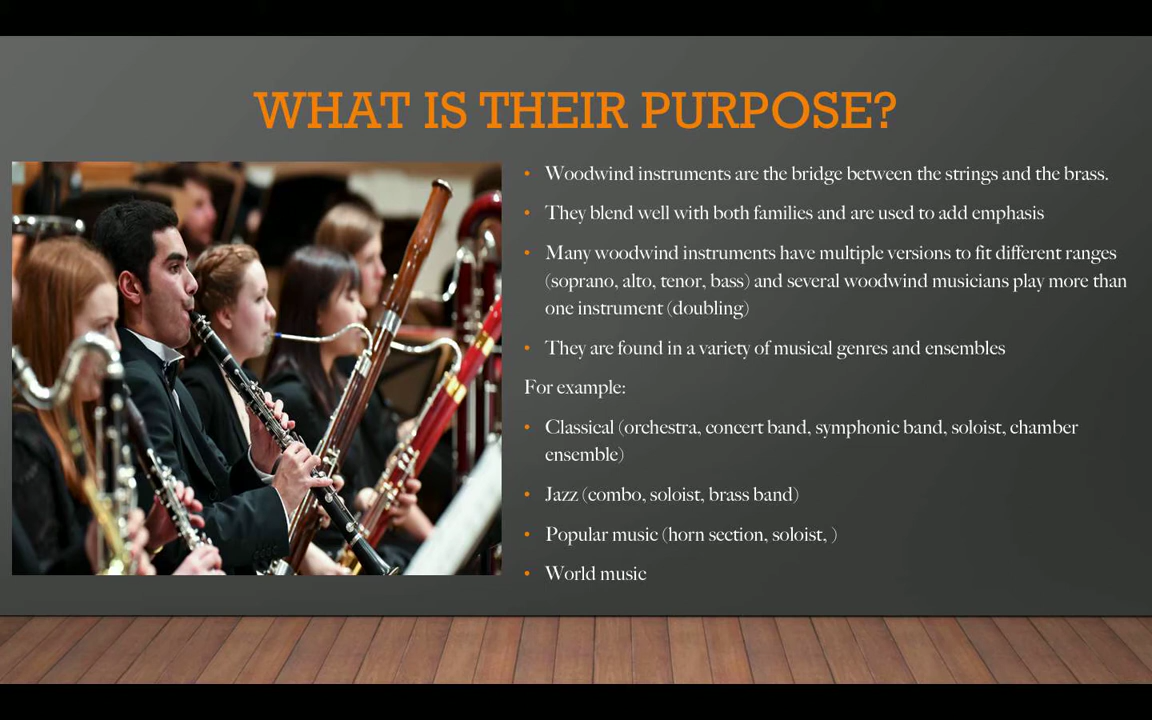 WHAT IS THEIR PURPOSE?
• Woodwind instruments are the bridge between the strings and the brass.
• They blend well with both families and are used to add emphasis
• Many woodwind instruments have multiple versions to fit different ranges
(soprano, alto, tenor, bass) and several woodwind musicians play more than
one instrument (doubling)
• They are found in a variety of musical genres and ensembles
For example:
• Classical (orchestra, concert band, symphonic band, soloist, chamber
ensemble)
• Jazz (combo, soloist, brass band)
• Popular music (horn section, soloist, )
• World music